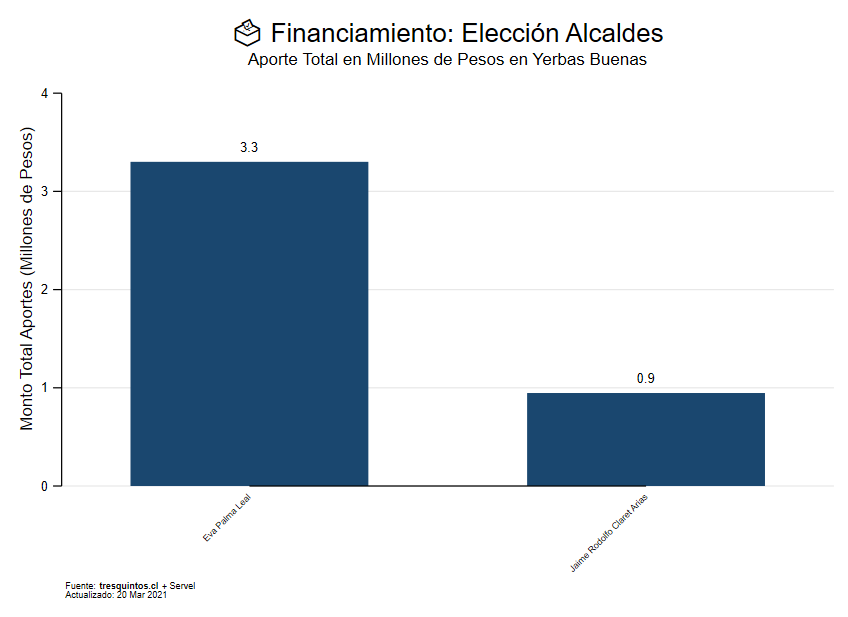 Financiamiento: Elección Alcaldes
Aporte Total en Millones de Pesos en Yerbas Buenas
Monto Total Aportes (Millones de Pesos)
4
3
2
1
0
3.3
0.9
Eva Palma Leal
Jaime Rodolfo Claret Arias
Fuente: tresquintos.cl + Servel
Actualizado: 20 Mar 2021